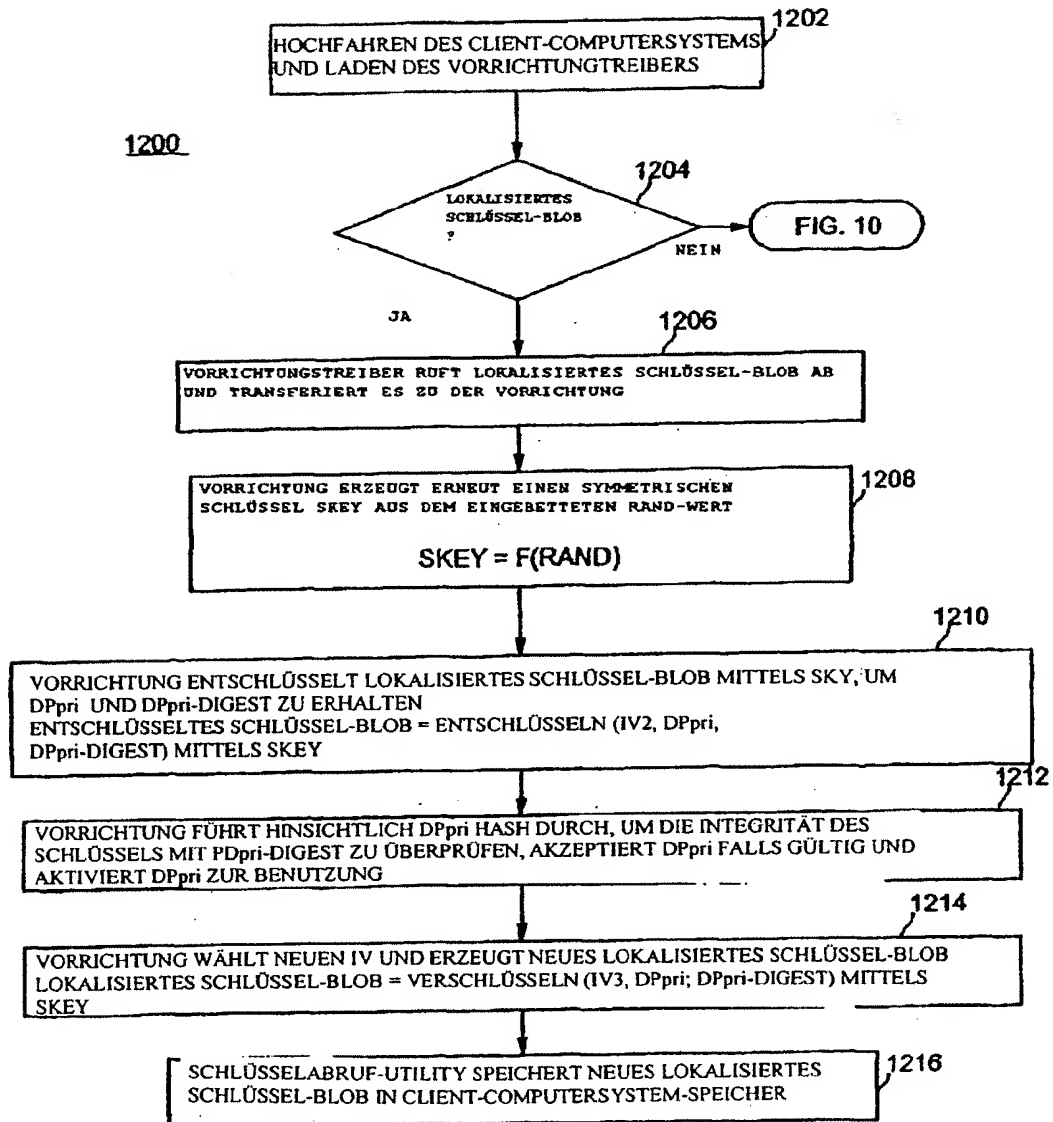 1202
HOCHFAHREN DES CLIENT-COMPUTERSYSTEMS
UND LADEN DES VORRICHTUNGTREIBERS
1200
1204
LOKALISIERTES
SCHLÜSSEL-BLOB
?
FIG. 10
NEIN
JA
1206
VORRICHTUNGSTREIBER RUFT LOKALISIERTES SCHLÜSSEL-BLOB AB
UND TRANSFERIERT ES ZU DER VORRICHTUNG
1208
VORRICHTUNG ERZEUGT ERNEUT EINEN SYMMETRISCHEN
SCHLÜSSEL SKEY AUS DEM EINGEBETTETEN RAND-WERT
SKEY = F(RAND)
1210
VORRICHTUNG ENTSCHLÜSSELT LOKALISIERTES SCHLÜSSEL-BLOB MITTELS SKY, UM
DPpri UND DPpri-DIGEST ZU ERHALTEN
ENTSCHLÜSSELTES SCHLÜSSEL-BLOB = ENTSCHLÜSSELN (IV2, DPpri,
DPpri-DIGEST) MITTELS SKEY
1212
VORRICHTUNG FÜHRT HINSICHTLICH DPpri HASH DURCH, UM DIE INTEGRITÄT DES
SCHLÜSSELS MIT PDpri-DIGEST ZU ÜBERPRÜFEN, AKZEPTIERT DPpri FALLS GÜLTIG UND
AKTIVIERT DPpri ZUR BENUTZUNG
1214
VORRICHTUNG WÄHLT NEUEN IV UND ERZEUGT NEUES LOKALISIERTES SCHLÜSSEL-BLOB
LOKALISIERTES SCHLÜSSEL-BLOB = VERSCHLÜSSELN (IV3, DPpri; DPpri-DIGEST) MITTELS
SKEY
1216
SCHLÜSSELABRUF-UTILITY SPEICHERT NEUES LOKALISIERTES
SCHLÜSSEL-BLOB IN CLIENT-COMPUTERSYSTEM-SPEICHER